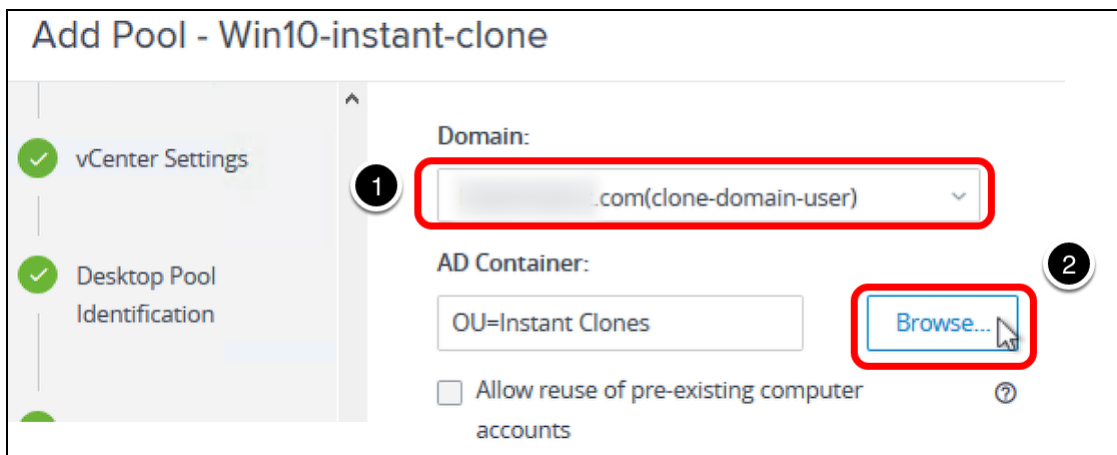 Add Pool - Win10-instant-clone
vCenter Settings
Desktop Pool
Identification
Domain:
1
.com(clone-domain-user)
AD Container:
2
OU=Instant Clones
Browse...
Allow reuse of pre-existing computer
accounts